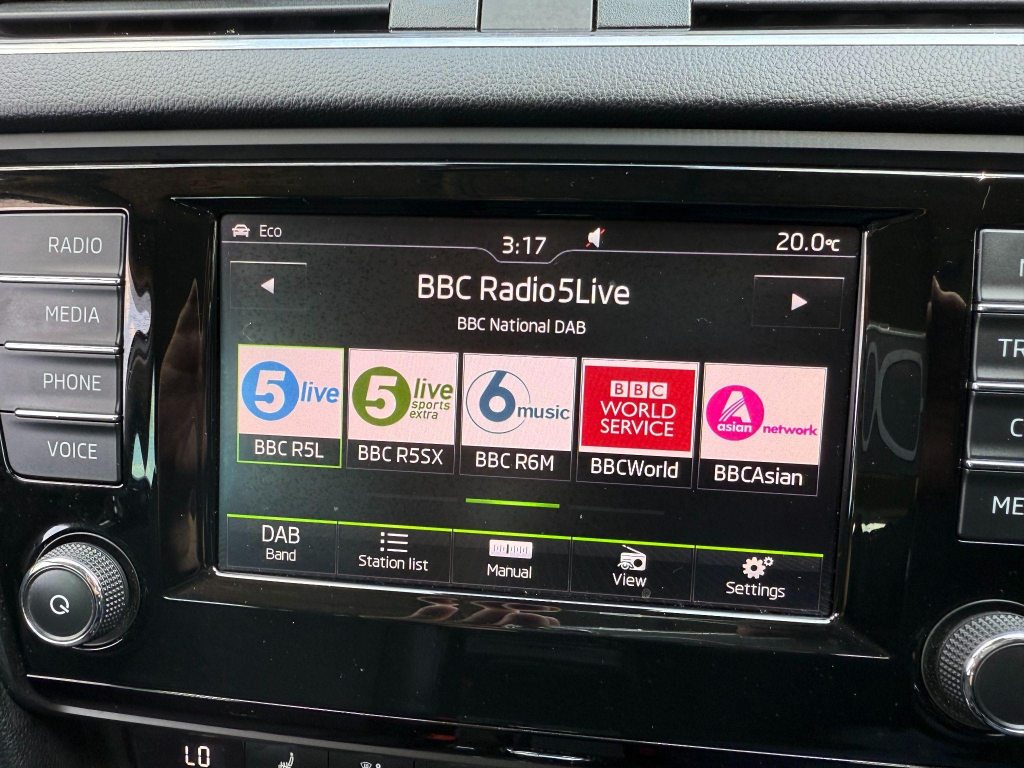 RADIO
MEDIA
PHONE
VOICE
Eco
3:17
20.0°C
BBC Radio5Live
BBC National DAB
5 live
BBC R5L
5 live
sports
extra
BBC R5SX
6 music
BBC R6M
BBC
WORLD
SERVICE
BBCWorld
A
asian network
BBCAsian
DAB
Band
Station list
Manual
View
Settings
TR
ME
LO